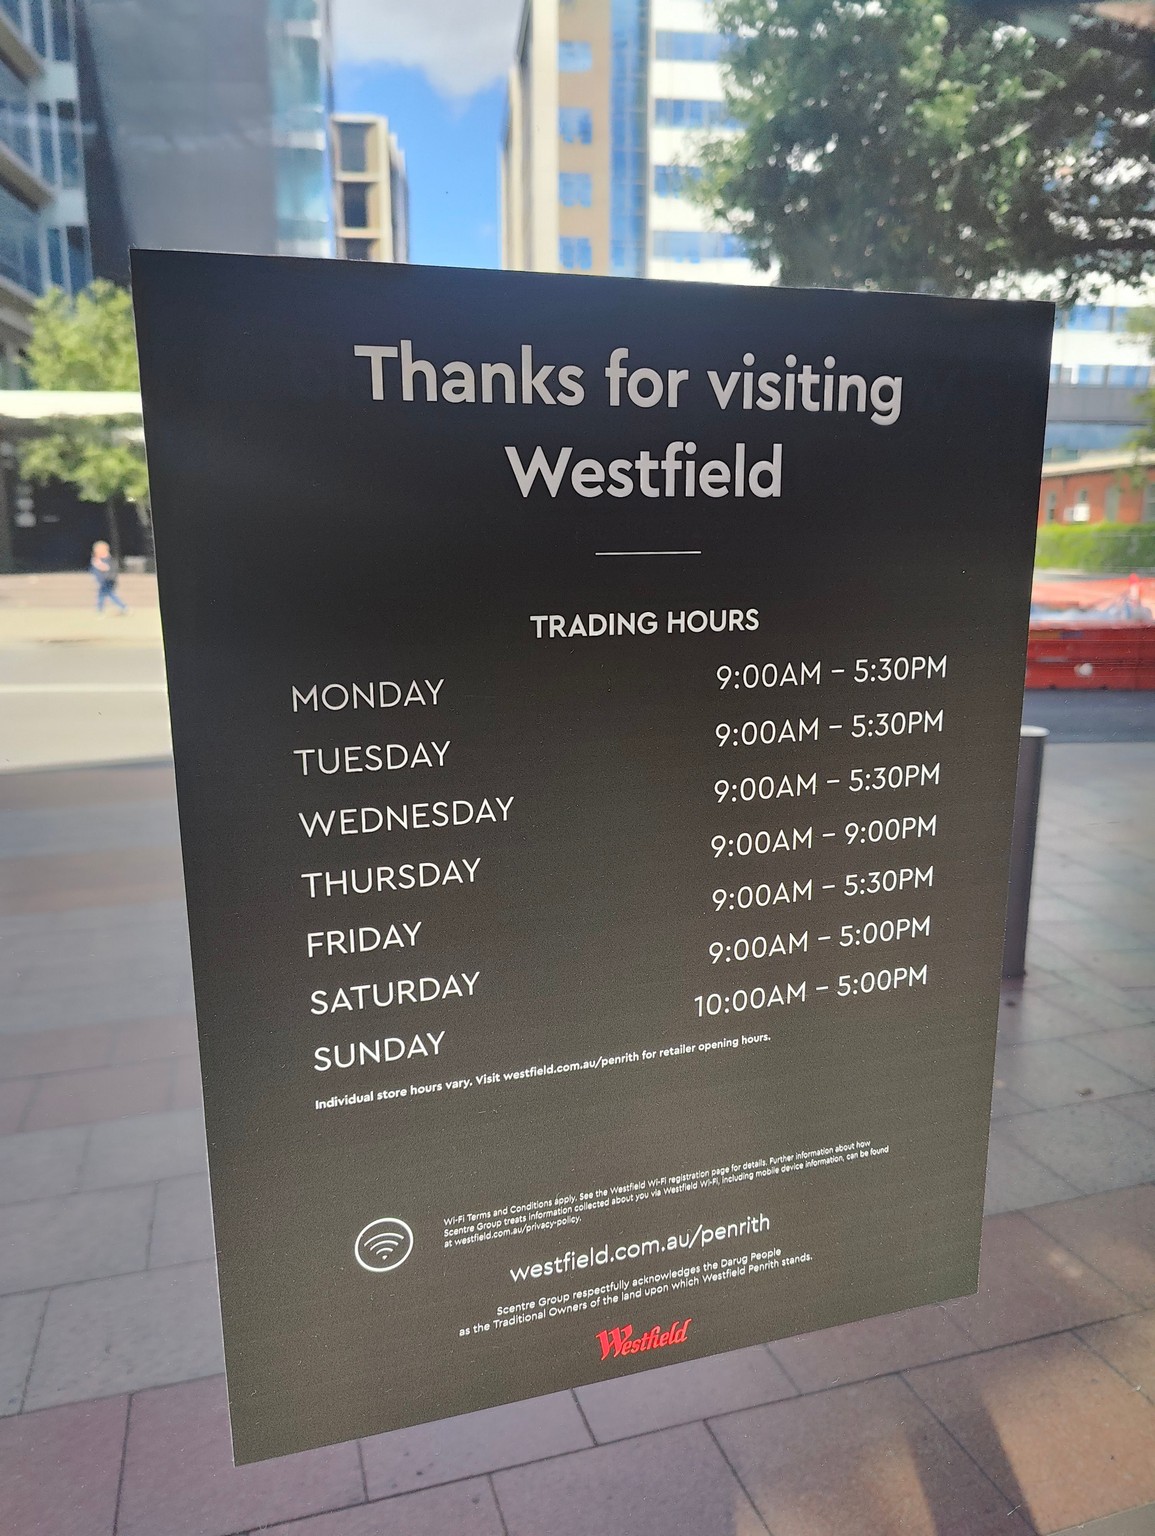 Thanks for visiting
Westfield
TRADING HOURS
MONDAY 9:00AM – 5:30PM
TUESDAY 9:00AM – 5:30PM
WEDNESDAY 9:00AM – 5:30PM
THURSDAY 9:00AM – 9:00PM
FRIDAY 9:00AM – 5:30PM
SATURDAY 9:00AM – 5:00PM
SUNDAY 10:00AM – 5:00PM
Individual store hours vary. Visit westfield.com.au/penrith for retailer opening hours.
Wi-Fi Terms and Conditions apply. See the Westfield Wi-Fi registration page for details. Further information about how
Scentre Group treats information collected about you via Westfield Wi-Fi, including mobile device information, can be found
at westfield.com.au/privacy-policy.
westfield.com.au/penrith
Scentre Group respectfully acknowledges the Darug People
as the Traditional Owners of the land upon which Westfield Penrith stands.
Westfield